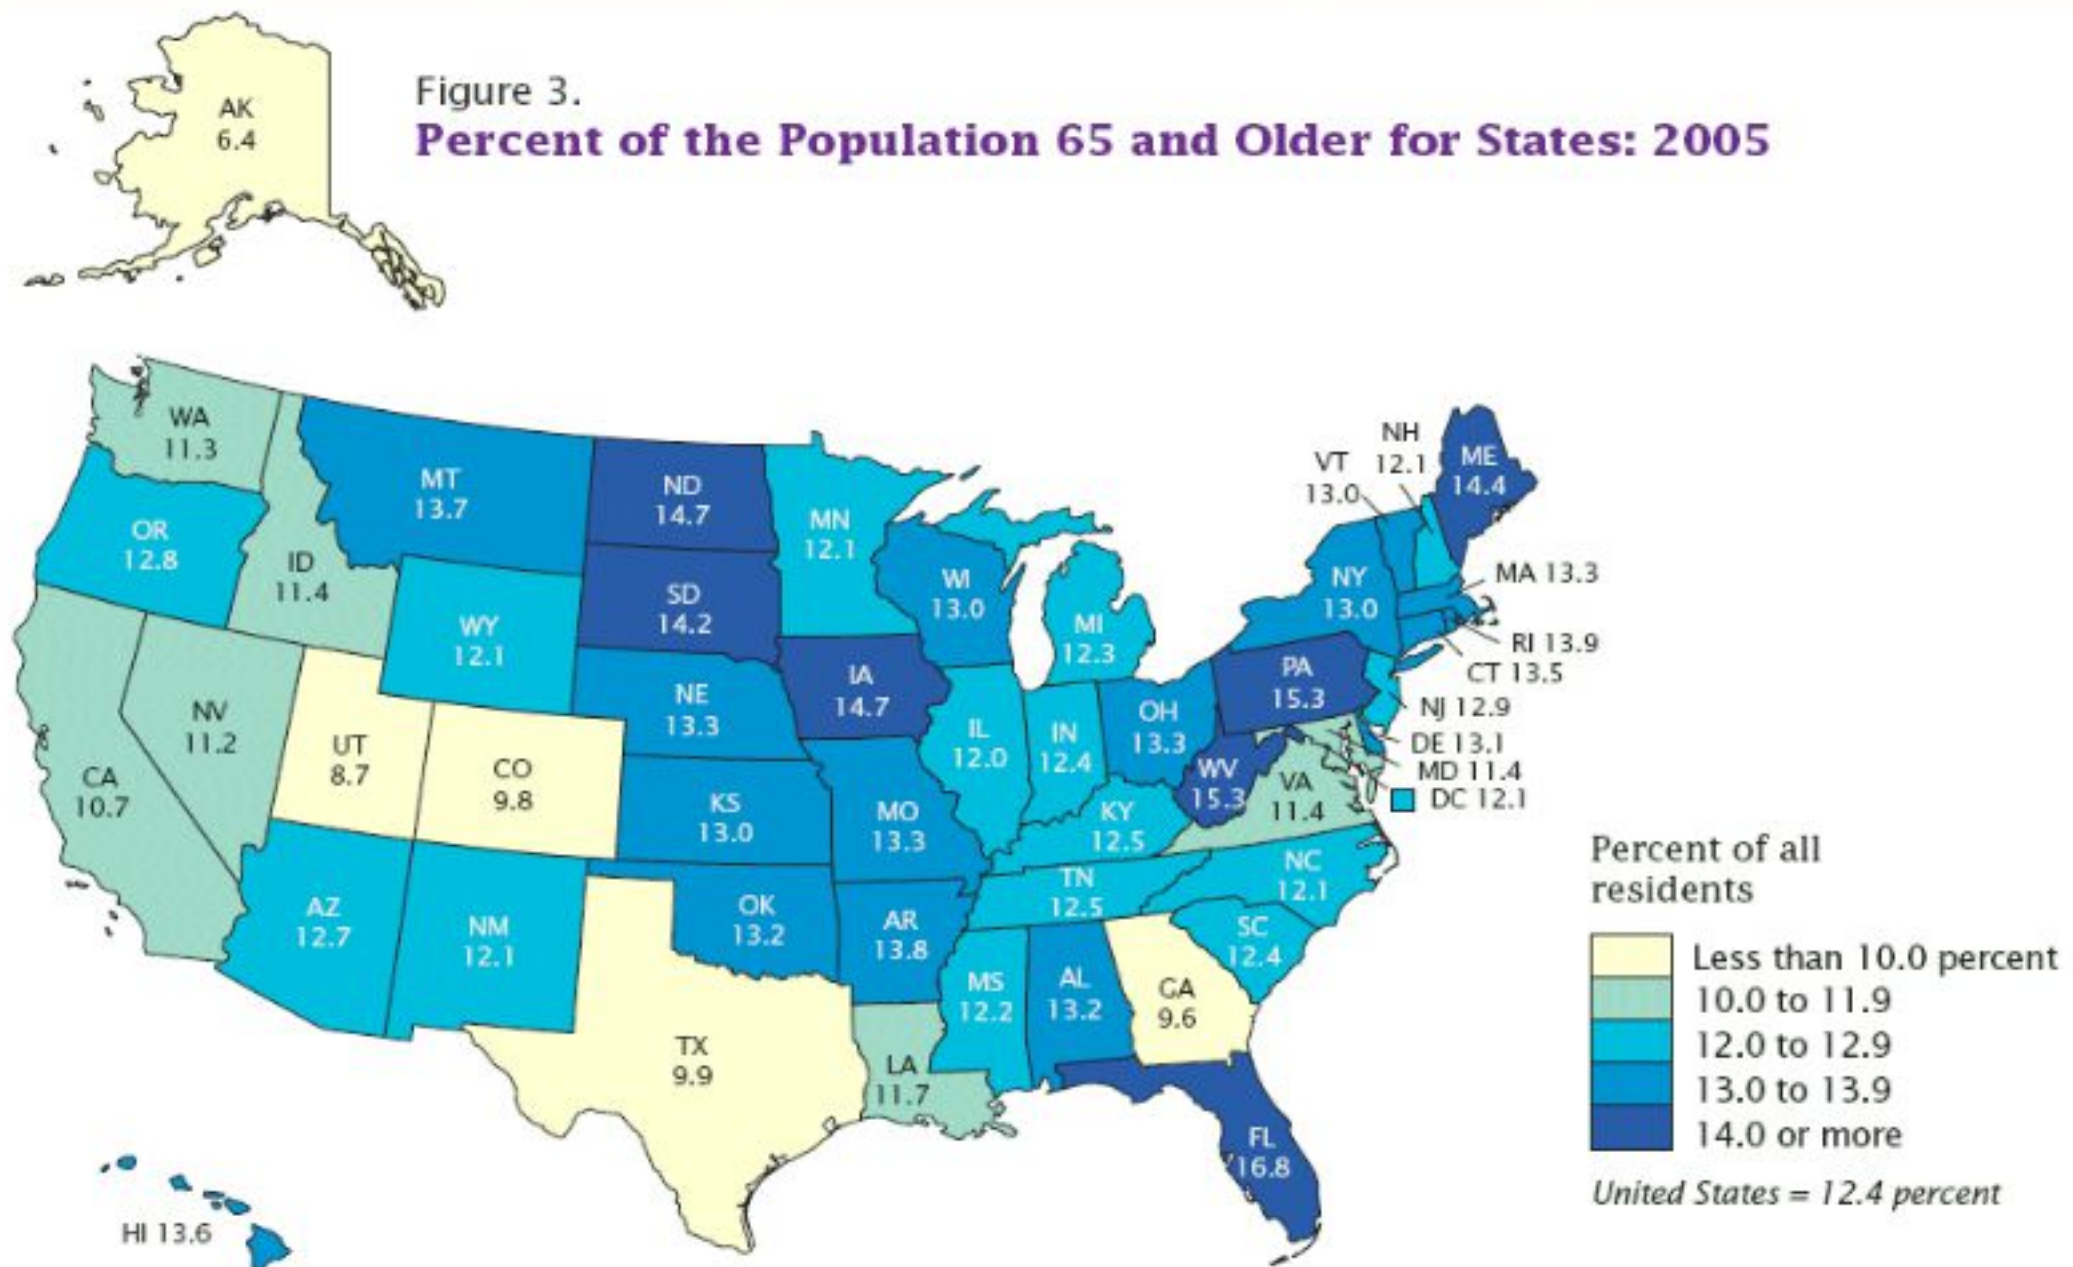 AK
6.4
Figure 3.
Percent of the Population 65 and Older for States: 2005
WA
11.3
MT
13.7
ND
14.7
MN
12.1
VT
13.0
NH
12.1
ME
14.4
OR
12.8
ID
11.4
WY
12.1
SD
14.2
WI
13.0
MI
12.3
NY
13.0
MA 13.3
RI 13.9
CT 13.5
NJ 12.9
DE 13.1
MD 11.4
DC 12.1
CA
10.7
NV
11.2
UT
8.7
CO
9.8
NE
13.3
IA
14.7
IL
12.0
IN
12.4
OH
13.3
PA
15.3
WV
15.3
VA
11.4
KS
13.0
MO
13.3
KY
12.5
TN
12.5
NC
12.1
SC
12.4
AZ
12.7
NM
12.1
OK
13.2
AR
13.8
MS
12.2
AL
13.2
GA
9.6
TX
9.9
LA
11.7
FL
16.8
HI 13.6
Percent of all
residents
Less than 10.0 percent
10.0 to 11.9
12.0 to 12.9
13.0 to 13.9
14.0 or more
United States = 12.4 percent